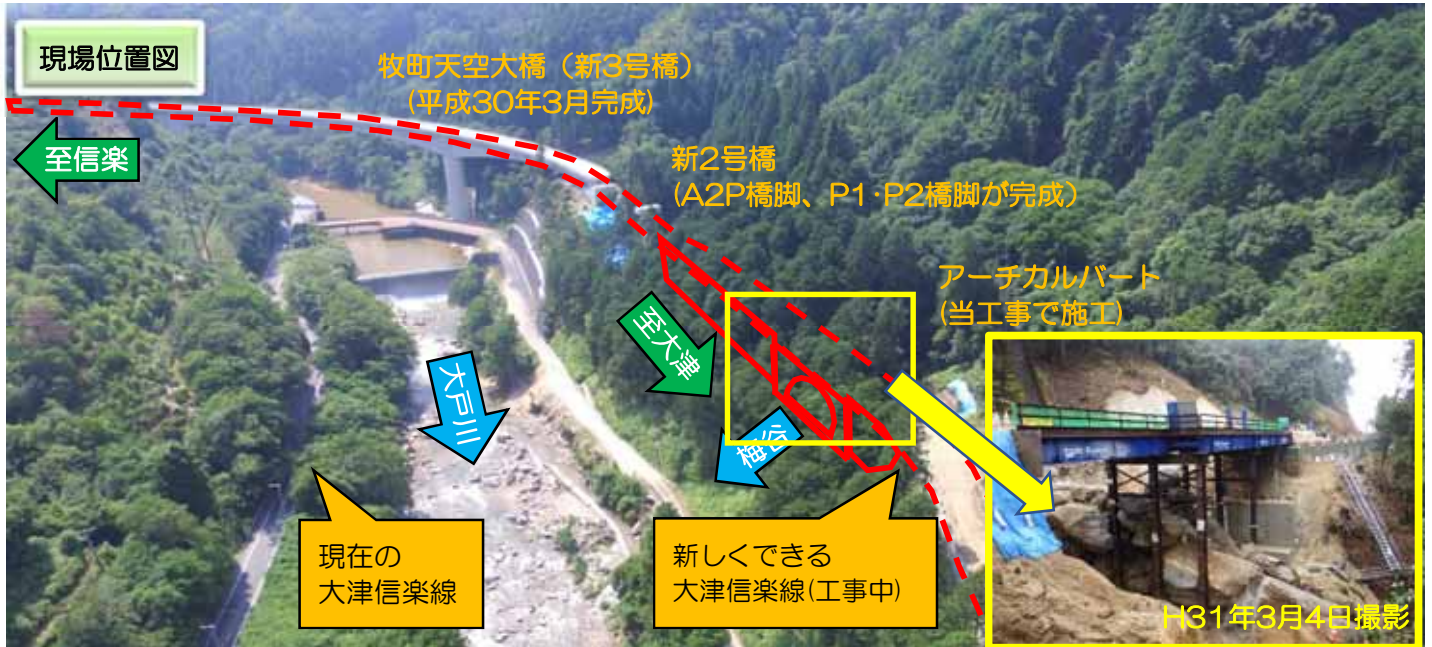 現場位置図
牧町天空大橋（新3号橋）
(平成30年3月完成)
至信楽
新2号橋
(A2P橋脚、P1･P2橋脚が完成）
アーチカルバート
(当工事で施工)
至大津
大戸川
梅谷
現在の
大津信楽線
新しくできる
大津信楽線(工事中)
H31年3月4日撮影